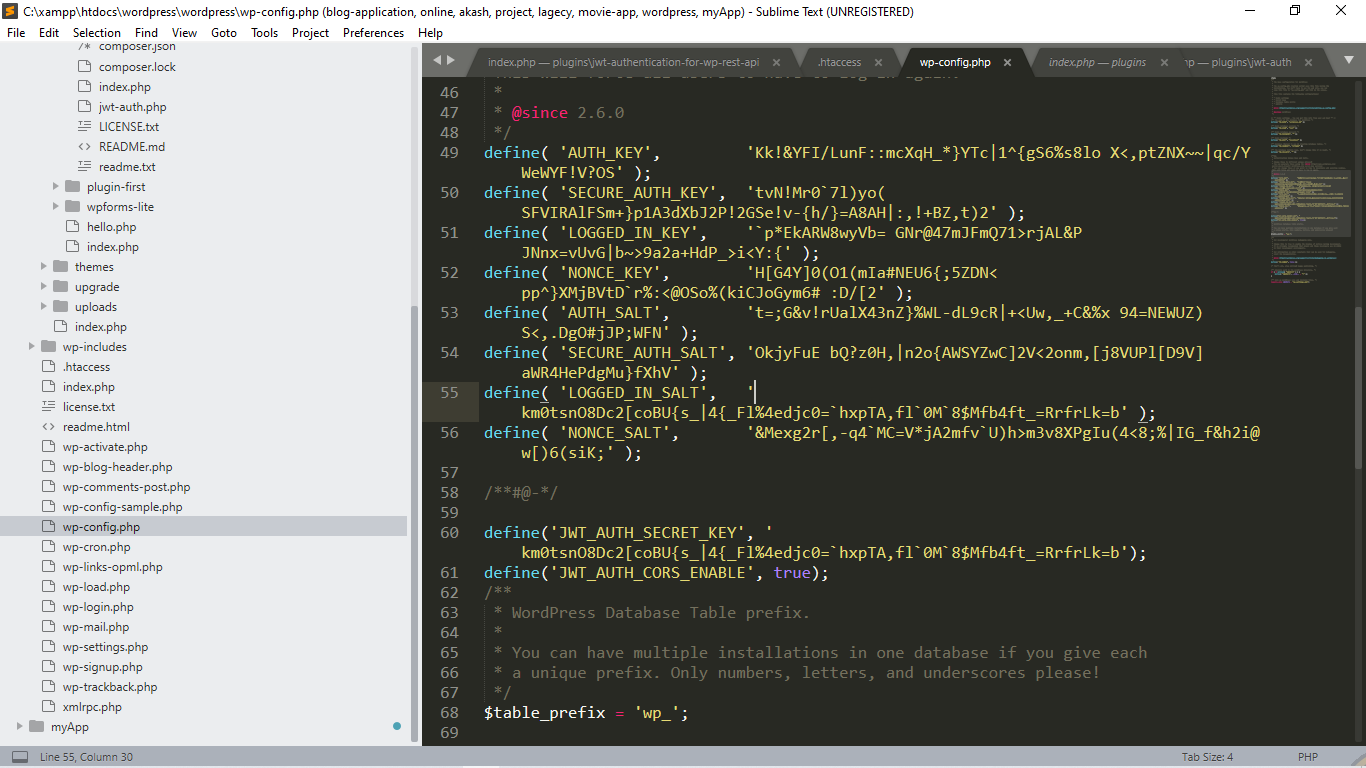 C:\xampp\htdocs\wordpress\wordpress\wp-config.php (blog-application, online, akash, project, lagecy, movie-app, wordpress, myApp) - Sublime Text (UNREGISTERED)
File Edit Selection Find View Goto Tools Project Preferences Help
/* composer.json
composer.lock
index.php
jwt-auth.php
LICENSE.txt
<> README.md
readme.txt
plugin-first
wpforms-lite
hello.php
index.php
themes
upgrade
uploads
index.php
wp-includes
.htaccess
index.php
license.txt
<> readme.html
wp-activate.php
wp-blog-header.php
wp-comments-post.php
wp-config-sample.php
wp-config.php
wp-cron.php
wp-links-opml.php
wp-load.php
wp-login.php
wp-mail.php
wp-settings.php
wp-signup.php
wp-trackback.php
xmlrpc.php
myApp
index.php — plugins\jwt-authentication-for-wp-rest-api × .htaccess × wp-config.php × index.php — plugins × np — plugins\jwt-auth ×
46 *
47 * @since 2.6.0
48 */
49 define( 'AUTH_KEY', 'Kk!&YFI/LunF::mcXqH_*}YTc|1^{gS6%s8lo X<,ptZNX~~|qc/Y
WeWYF!V?OS' );
50 define( 'SECURE_AUTH_KEY', 'tvN!Mr0`7l)yo(
SFVIRAlFSm+}p1A3dXbJ2P!2GSe!v-{h/}=A8AH|:,!+BZ,t)2' );
51 define( 'LOGGED_IN_KEY', '`p*EkARW8wyVb= GNr@47mJFmQ71>rjAL&P
JNnx=vUvG|b~>9a2a+HdP_>i<Y:{' );
52 define( 'NONCE_KEY', 'H[G4Y]0(O1(mIa#NEU6{;5ZDN<
pp^}XMjBVtD`r%:<@OSo%(kiCJoGym6# :D/[2' );
53 define( 'AUTH_SALT', 't=;G&v!rUalX43nZ}%WL-dL9cR|+<Uw,_+C&%x 94=NEWUZ)
S<,.DgO#jJP;WFN' );
54 define( 'SECURE_AUTH_SALT', 'OkjyFuE bQ?z0H,|n2o{AWSYZwC]2V<2onm,[j8VUPl[D9V]
aWR4HePdgMu}fXhV' );
55 define( 'LOGGED_IN_SALT', '
km0tsnO8Dc2[coBU{s_|4{_Fl%4edjc0=`hxpTA,fl`0M`8$Mfb4ft_=RrfrLk=b' );
56 define( 'NONCE_SALT', '&Mexg2r[,-q4`MC=V*jA2mfv`U)h>m3v8XPgIu(4<8;%|IG_f&h2i@
w[)6(siK;' );
57
58 /**#@-*/
59
60 define('JWT_AUTH_SECRET_KEY', '
km0tsnO8Dc2[coBU{s_|4{_Fl%4edjc0=`hxpTA,fl`0M`8$Mfb4ft_=RrfrLk=b');
61 define('JWT_AUTH_CORS_ENABLE', true);
62 /**
63 * WordPress Database Table prefix.
64 *
65 * You can have multiple installations in one database if you give each
66 * a unique prefix. Only numbers, letters, and underscores please!
67 */
68 $table_prefix = 'wp_';
69
Line 55, Column 30 Tab Size: 4 PHP